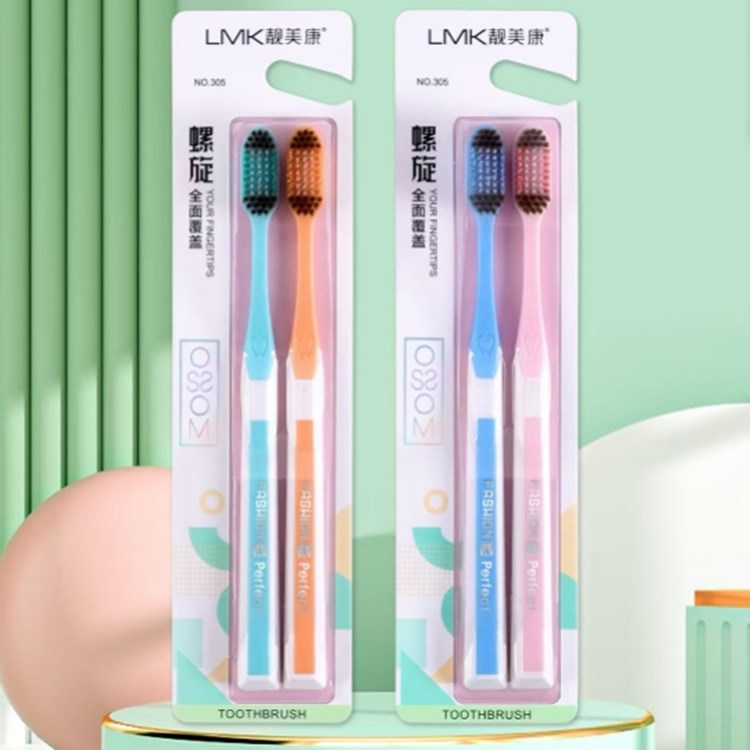 LMK靓美康®
NO.305
螺旋
全面覆盖
YOUR FINGERTIPS
OSSOMI
FASHION
Perfect
FASHION
Perfect
TOOTHBRUSH
LMK靓美康®
NO.305
螺旋
全面覆盖
YOUR FINGERTIPS
OSSOMI
FASHION
Perfect
FASHION
Perfect
TOOTHBRUSH